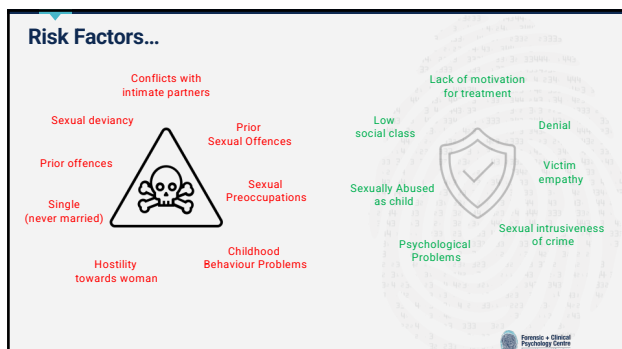 Risk Factors...
Conflicts with
intimate partners
Sexual deviancy
Prior
Sexual Offences
Prior offences
Sexual
Preoccupations
Single
(never married)
Childhood
Behaviour Problems
Hostility
towards woman
Lack of motivation
for treatment
Low
social class
Denial
Victim
empathy
Sexually Abused
as child
Sexual intrusiveness
of crime
Psychological
Problems
Forensic + Clinical
Psychology Centre